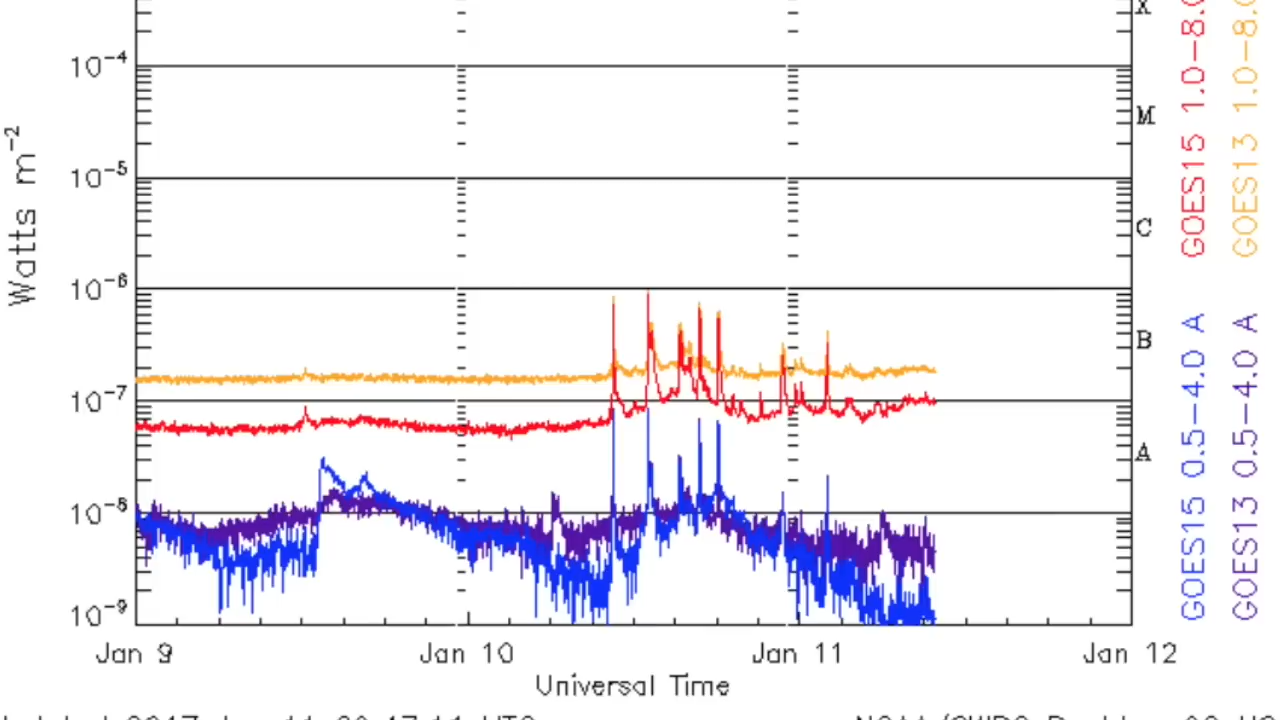 X
10⁻⁴
M
10⁻⁵
C
10⁻⁶
B
10⁻⁷
A
10⁻⁸
10⁻⁹
Watts m⁻²
Jan 9
Jan 10
Jan 11
Jan 12
Universal Time
GOES15 1.0-8.0
GOES13 1.0-8.0
GOES15 0.5-4.0 A
GOES13 0.5-4.0 A